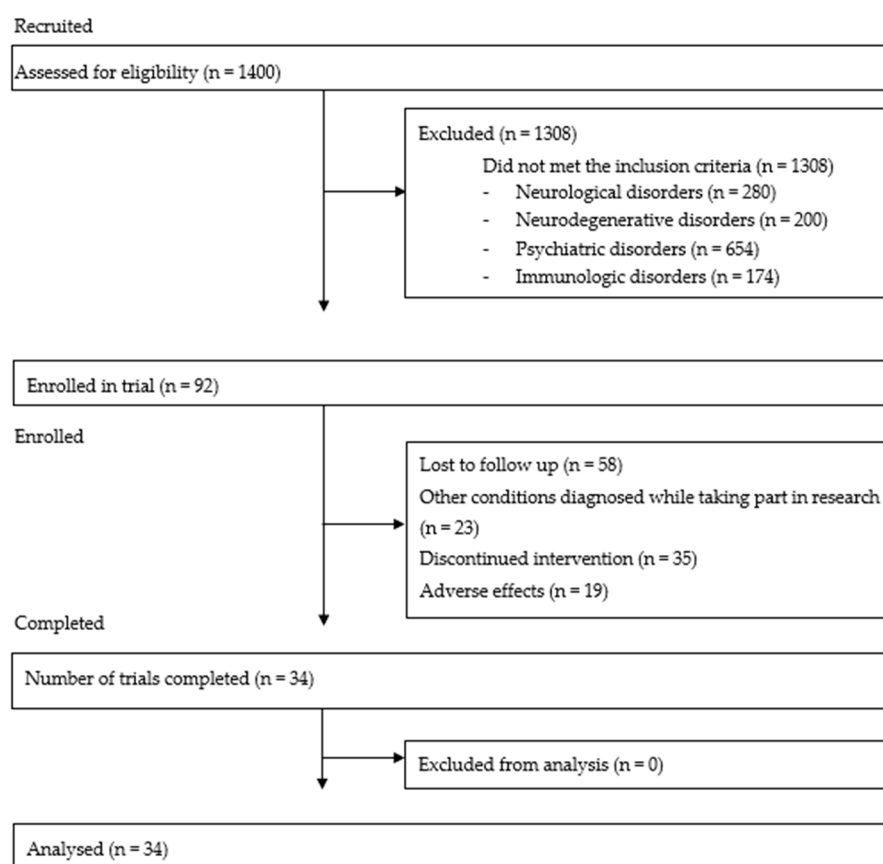 Recruited
Assessed for eligibility (n = 1400)
Excluded (n = 1308)
Did not met the inclusion criteria (n = 1308)
- Neurological disorders (n = 280)
- Neurodegenerative disorders (n = 200)
- Psychiatric disorders (n = 654)
- Immunologic disorders (n = 174)
Enrolled in trial (n = 92)
Enrolled
Lost to follow up (n = 58)
Other conditions diagnosed while taking part in research
(n = 23)
Discontinued intervention (n = 35)
Adverse effects (n = 19)
Completed
Number of trials completed (n = 34)
Excluded from analysis (n = 0)
Analysed (n = 34)